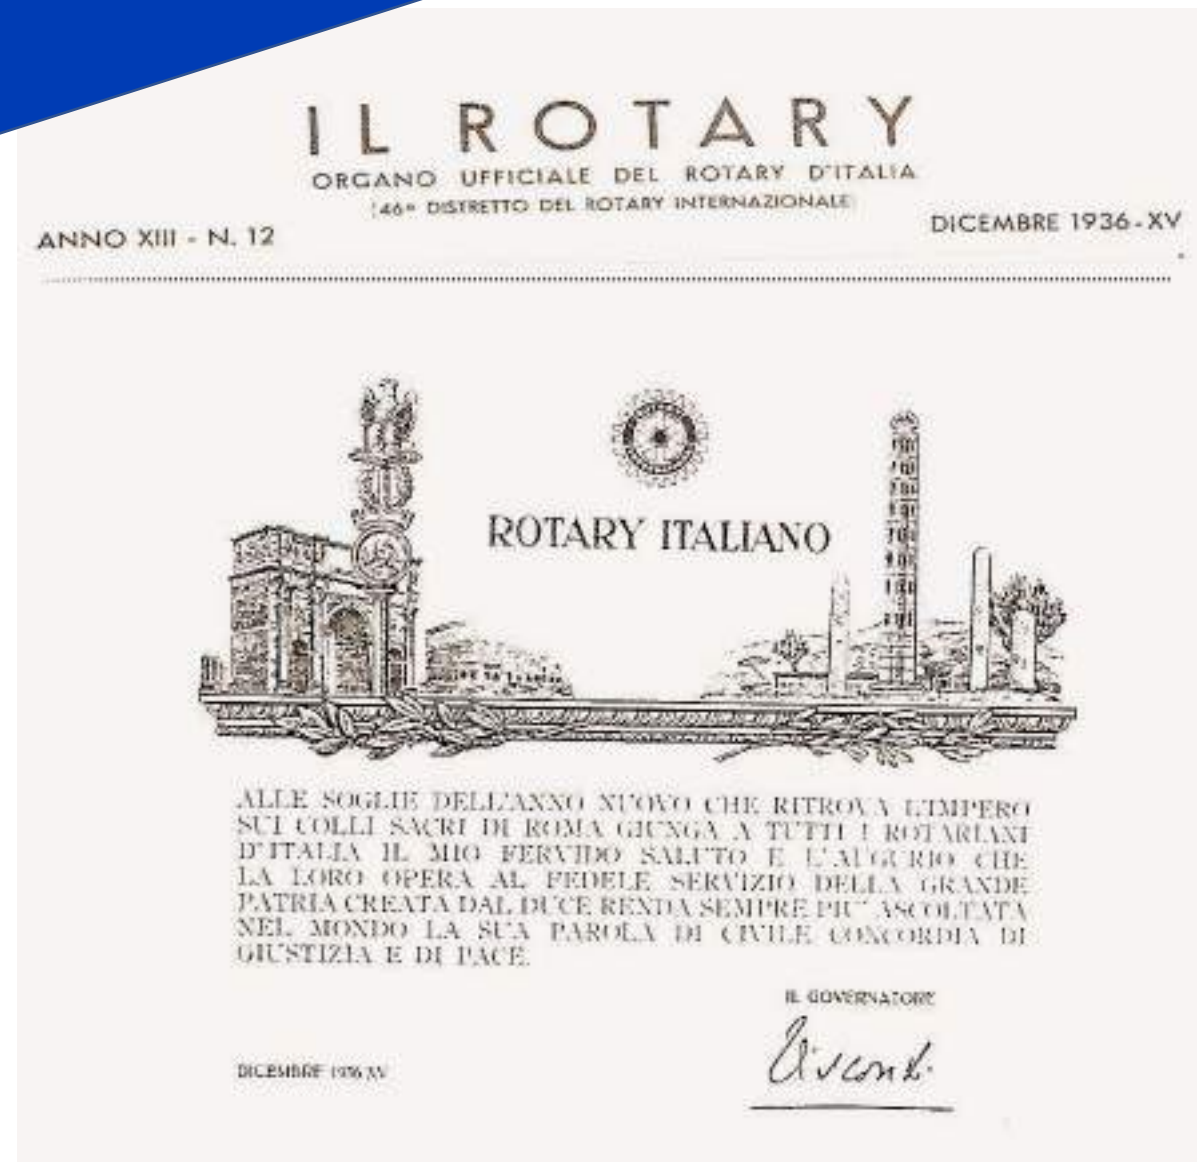 IL ROTARY
ORGANO UFFICIALE DEL ROTARY D'ITALIA
(46° DISTRETTO DEL ROTARY INTERNAZIONALE)
ANNO XIII - N. 12
DICEMBRE 1936-XV
ROTARY ITALIANO
ALLE SOGLIE DELL'ANNO NUOVO CHE RITROVA L'IMPERO
SUI COLLI SACRI DI ROMA GIUNGA A TUTTI I ROTARIANI
D'ITALIA IL MIO FERVIDO SALUTO E L'AUGURIO CHE
LA LORO OPERA AL FEDELE SERVIZIO DELLA GRANDE
PATRIA CREATA DAL DUCE RENDA SEMPRE PIU' ASCOLTATA
NEL MONDO LA SUA PAROLA DI CIVILE CONCORDIA DI
GIUSTIZIA E DI PACE.
IL GOVERNATORE
Visconti
DICEMBRE 1936 XV